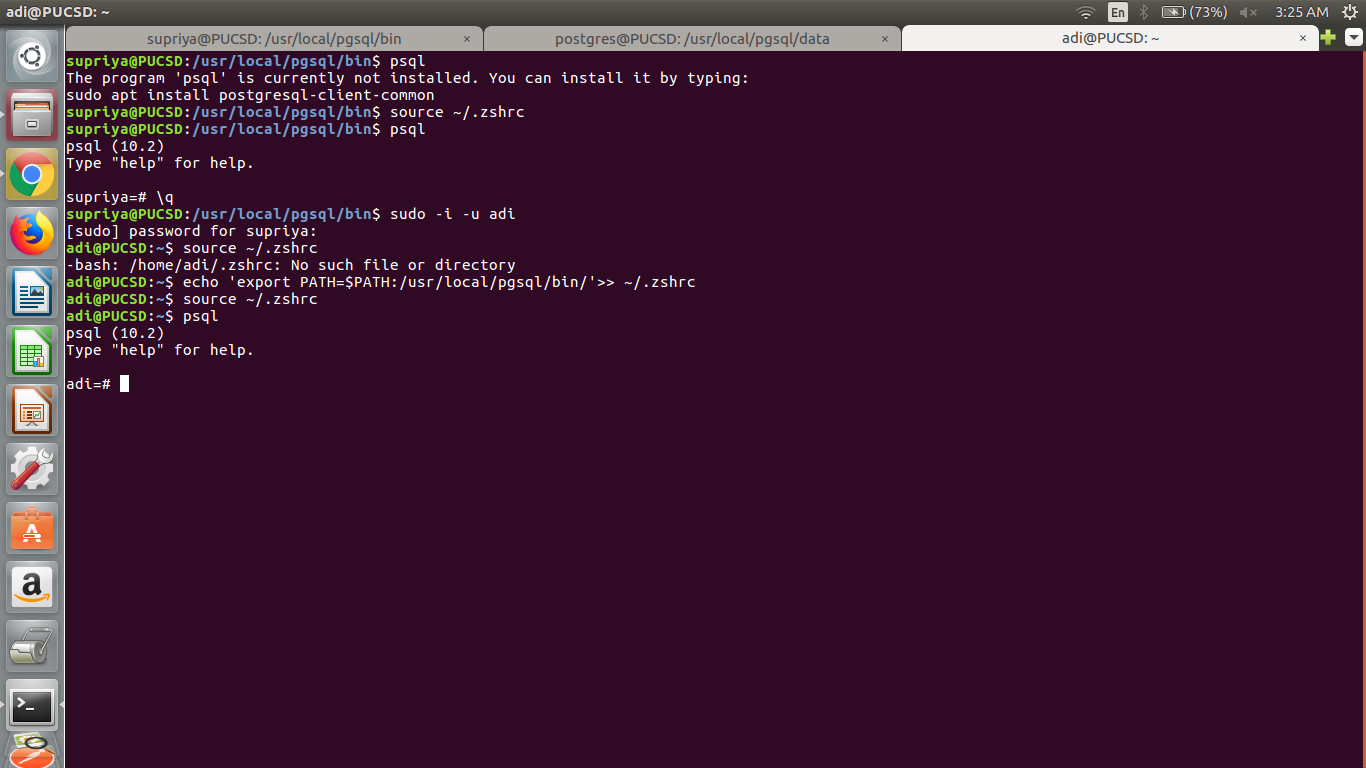 adi@PUCSD: ~
En
(73%)
3:25 AM
supriya@PUCSD: /usr/local/pgsql/bin ×
postgres@PUCSD: /usr/local/pgsql/data ×
adi@PUCSD: ~ ×
supriya@PUCSD:/usr/local/pgsql/bin$ psql
The program 'psql' is currently not installed. You can install it by typing:
sudo apt install postgresql-client-common
supriya@PUCSD:/usr/local/pgsql/bin$ source ~/.zshrc
supriya@PUCSD:/usr/local/pgsql/bin$ psql
psql (10.2)
Type "help" for help.
supriya=# \q
supriya@PUCSD:/usr/local/pgsql/bin$ sudo -i -u adi
[sudo] password for supriya:
adi@PUCSD:~$ source ~/.zshrc
-bash: /home/adi/.zshrc: No such file or directory
adi@PUCSD:~$ echo 'export PATH=$PATH:/usr/local/pgsql/bin/'>> ~/.zshrc
adi@PUCSD:~$ source ~/.zshrc
adi@PUCSD:~$ psql
psql (10.2)
Type "help" for help.
adi=#